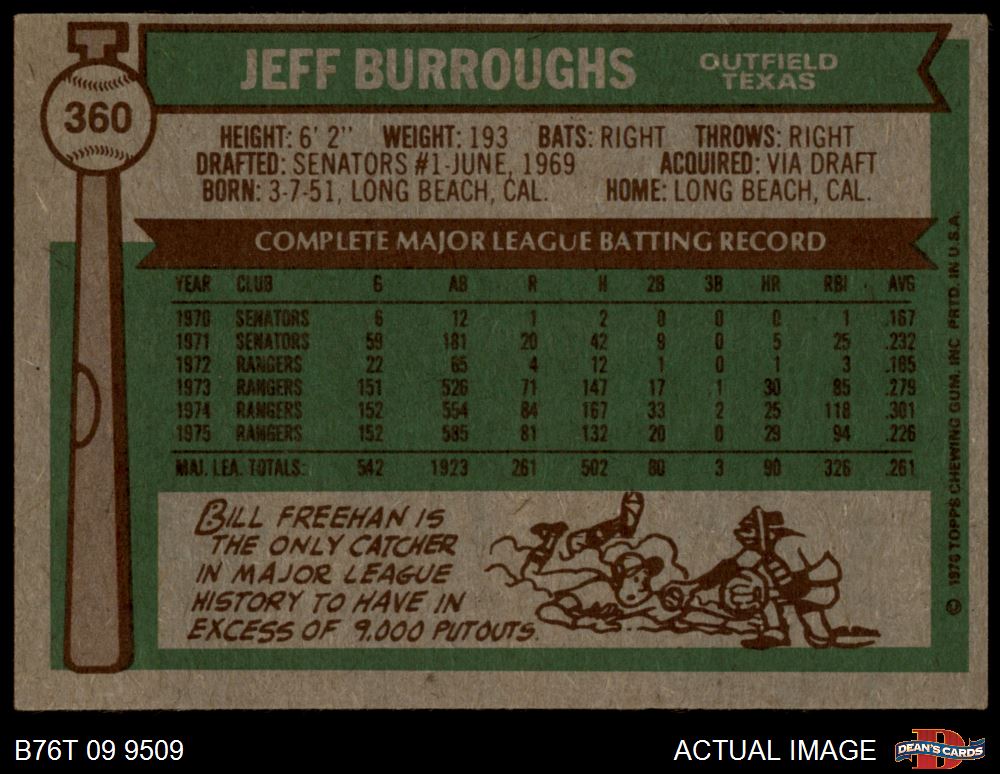 360
JEFF BURROUGHS OUTFIELD TEXAS
HEIGHT: 6' 2" WEIGHT: 193 BATS: RIGHT THROWS: RIGHT
DRAFTED: SENATORS #1-JUNE, 1969 ACQUIRED: VIA DRAFT
BORN: 3-7-51, LONG BEACH, CAL. HOME: LONG BEACH, CAL.
COMPLETE MAJOR LEAGUE BATTING RECORD
YEAR CLUB G AB R H 2B 3B HR RBI AVG
1970 SENATORS 6 12 1 2 0 0 0 1 .167
1971 SENATORS 59 181 20 42 9 0 5 25 .232
1972 RANGERS 22 65 4 12 1 0 1 3 .185
1973 RANGERS 151 526 71 147 17 1 30 85 .279
1974 RANGERS 152 554 84 167 33 2 25 118 .301
1975 RANGERS 152 585 81 132 20 0 29 94 .226
MAJ. LEA. TOTALS: 542 1923 261 502 80 3 90 326 .261
BILL FREEHAN IS
THE ONLY CATCHER
IN MAJOR LEAGUE
HISTORY TO HAVE IN
EXCESS OF 9,000 PUTOUTS.
© 1976 TOPPS CHEWING GUM, INC PRTD. IN U.S.A.
B76T 09 9509
ACTUAL IMAGE
DEAN'S CARDS